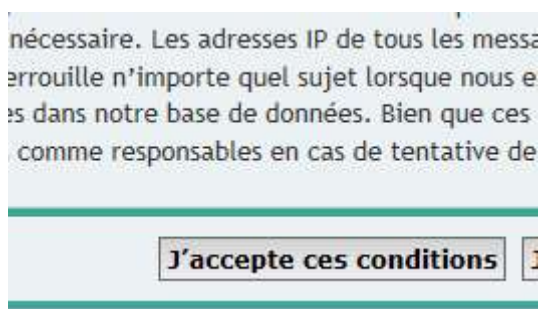 nécessaire. Les adresses IP de tous les messa
errouille n’importe quel sujet lorsque nous e
es dans notre base de données. Bien que ces
comme responsables en cas de tentative de
J’accepte ces conditions J